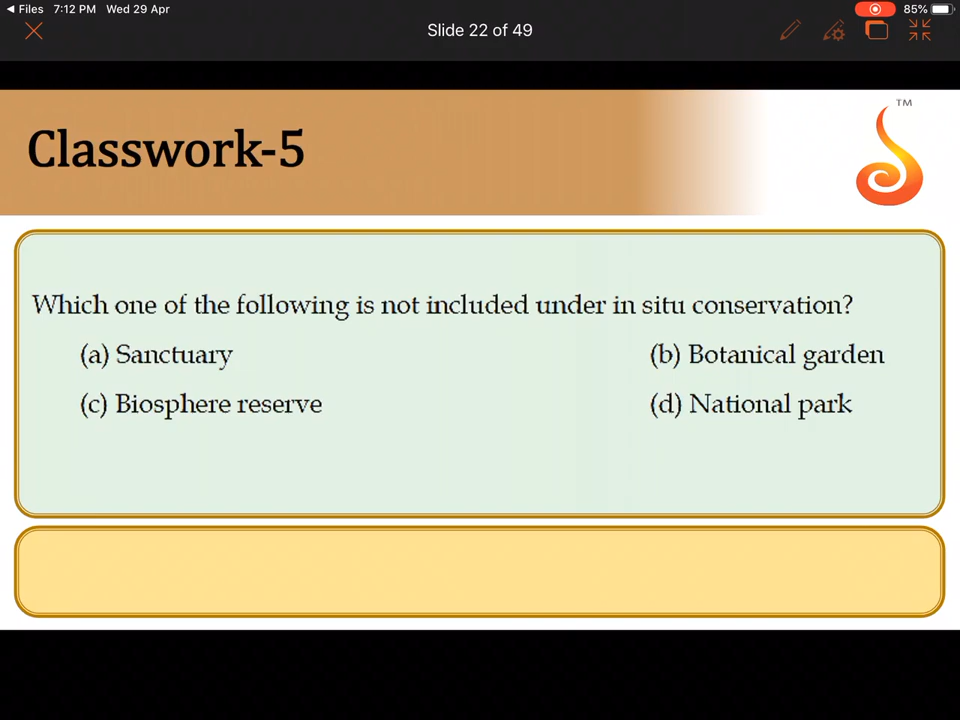 Files 7:12 PM Wed 29 Apr 85%
Slide 22 of 49
TM
Classwork-5
Which one of the following is not included under in situ conservation?
(a) Sanctuary (b) Botanical garden
(c) Biosphere reserve (d) National park